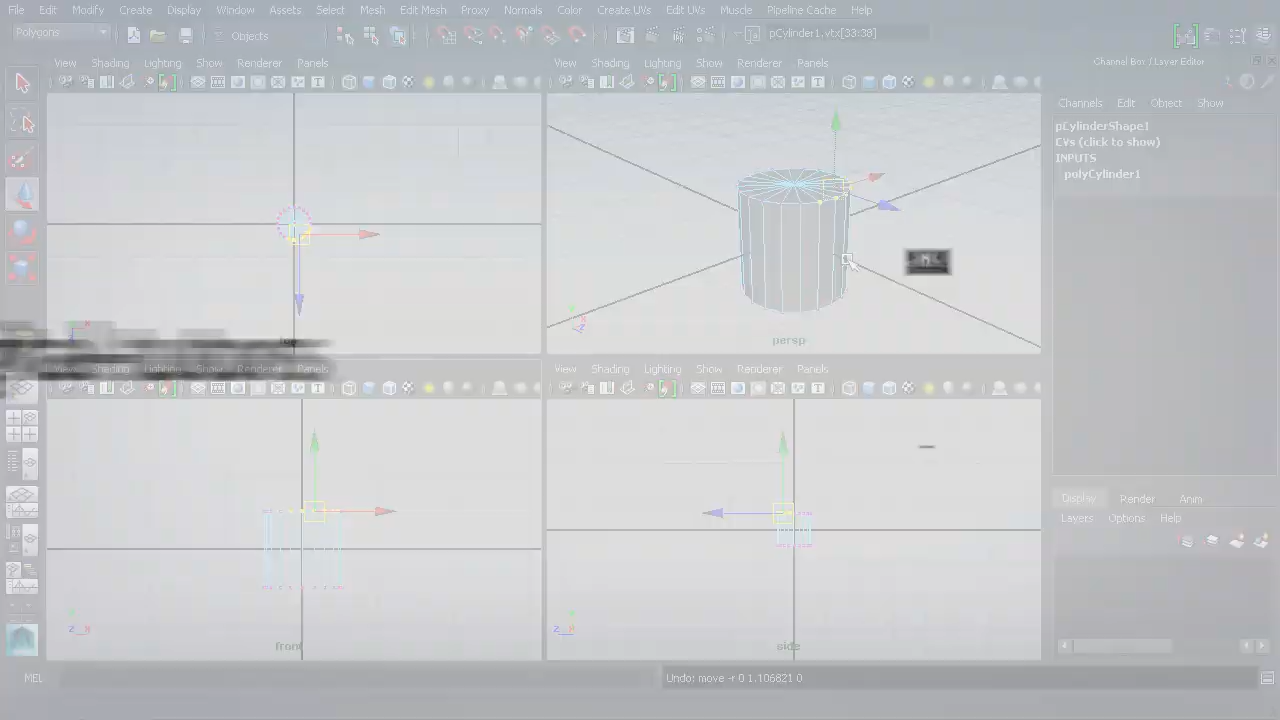 File Edit Modify Create Display Window Assets Select Mesh Edit Mesh Proxy Normals Color Create UVs Edit UVs Muscle Pipeline Cache Help
Polygons Objects pCylinder1.vtx[33:38]
Channel Box / Layer Editor
View Shading Lighting Show Renderer Panels
View Shading Lighting Show Renderer Panels
Channels Edit Object Show
pCylinderShape1
CVs (click to show)
INPUTS
polyCylinder1
persp
View Shading Lighting Show Renderer Panels
View Shading Lighting Show Renderer Panels
Display Render Anim
Layers Options Help
front
side
MEL
Undo: move -r 0 1.106821 0